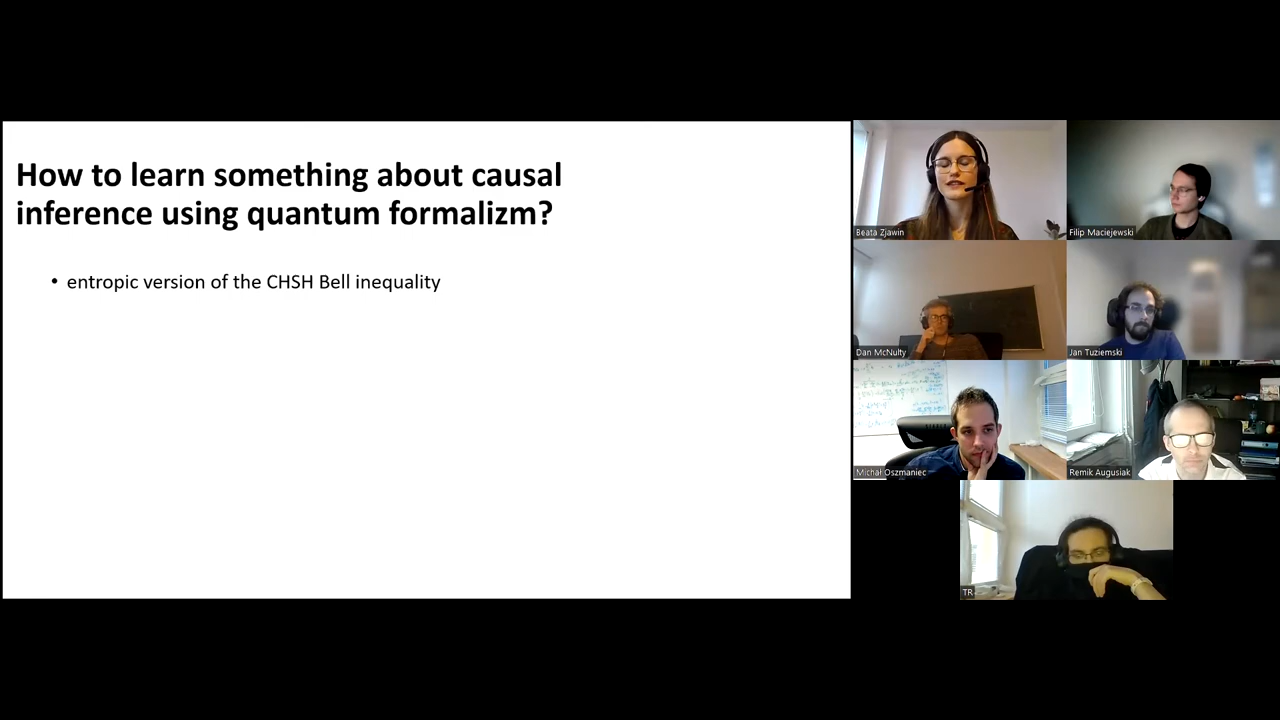 How to learn something about causal
inference using quantum formalizm?
• entropic version of the CHSH Bell inequality
Beata Zjawin
Filip Maciejewski
Dan McNulty
Jan Tuziemski
Michał Oszmaniec
Remik Augusiak
TR